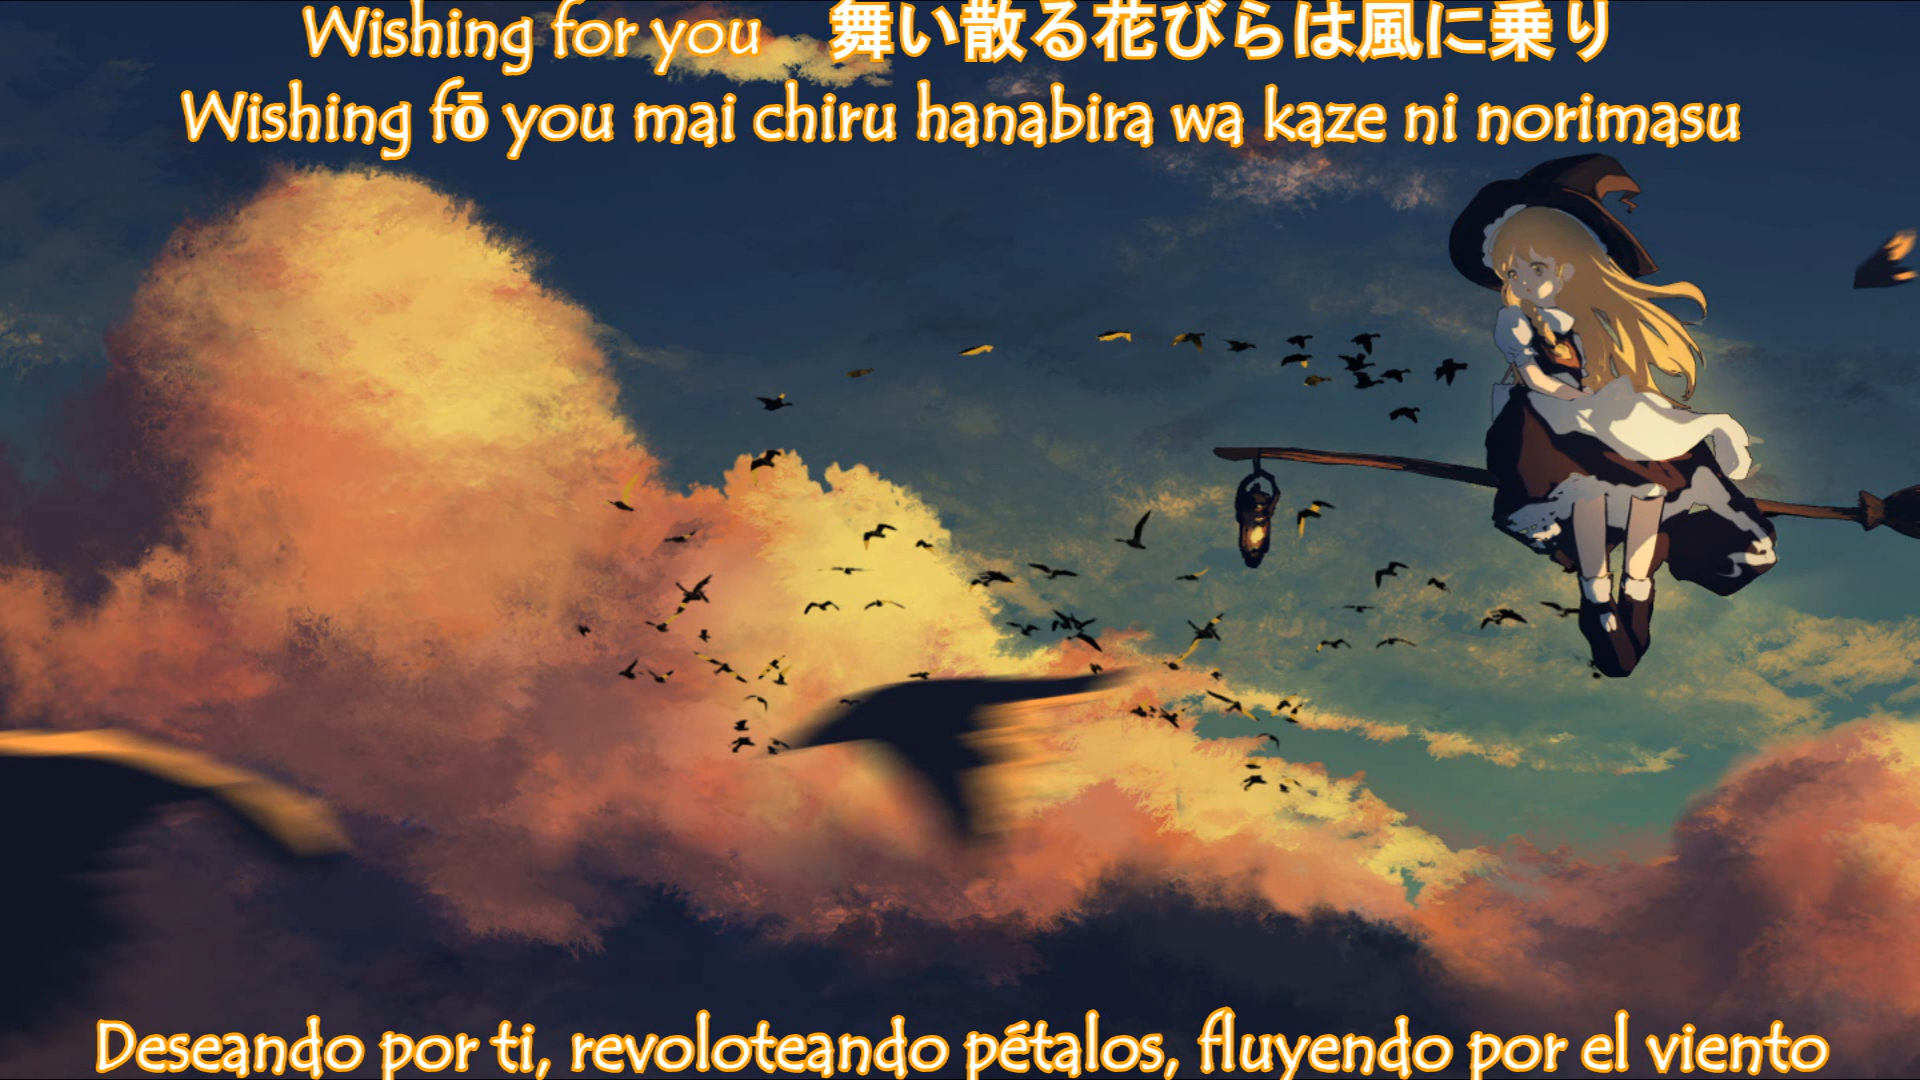 Wishing for you　舞い散る花びらは風に乗り
Wishing fō you mai chiru hanabira wa kaze ni norimasu
Deseando por ti, revoloteando pétalos, fluyendo por el viento